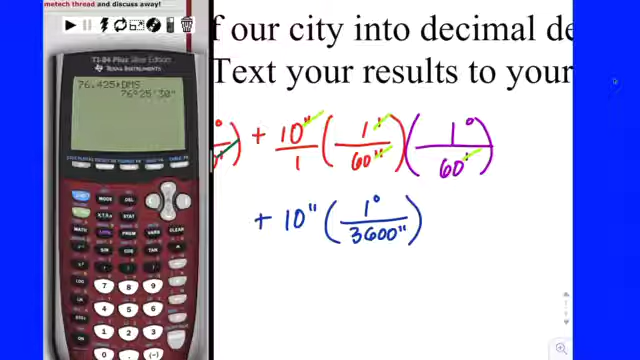 metech thread and discuss away!
f our city into decimal de
Text your results to your
TI-84 Plus Silver Edition
TEXAS INSTRUMENTS
76.425▸DMS
76°25'30"
+ 10"/1 (1'/60") (1°/60')
+ 10" (1°/3600")
MODE
DEL
MATH
7 8 9
4 5 6
1 2 3
0 . (-)